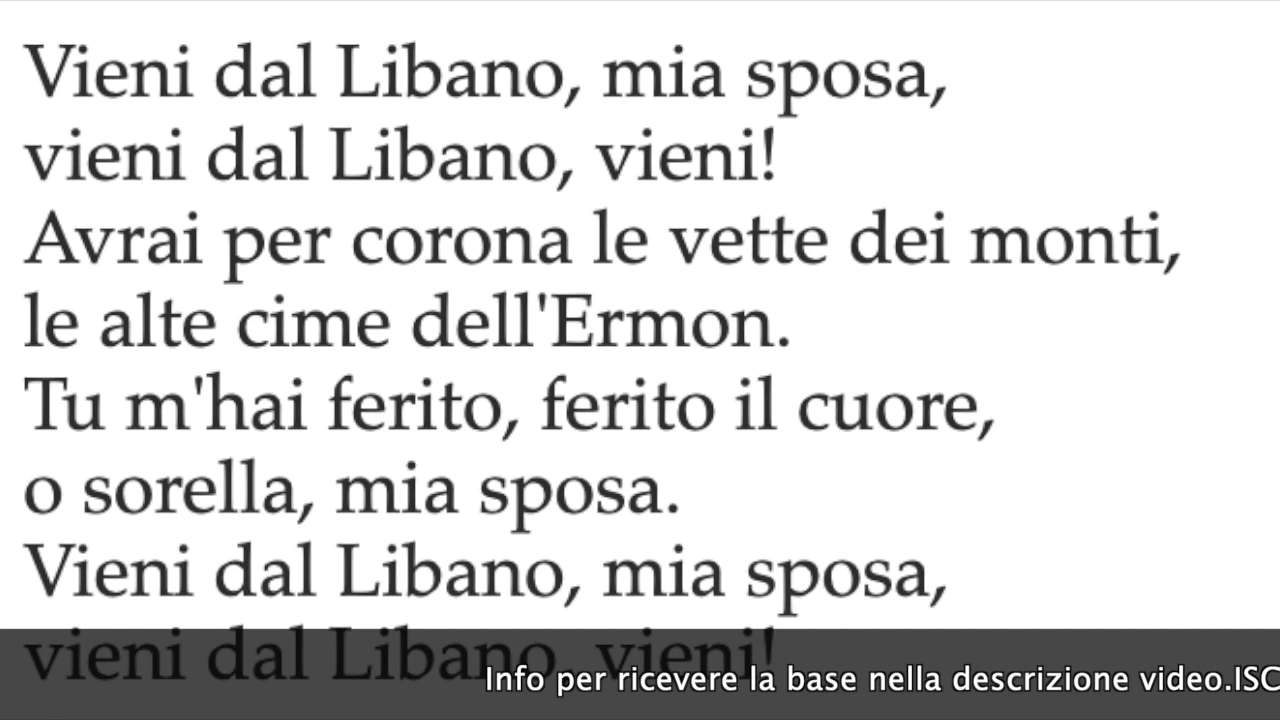 Vieni dal Libano, mia sposa,
vieni dal Libano, vieni!
Avrai per corona le vette dei monti,
le alte cime dell'Ermon.
Tu m'hai ferito, ferito il cuore,
o sorella, mia sposa.
Vieni dal Libano, mia sposa,
vieni dal Libano, vieni!
Info per ricevere la base nella descrizione video.ISC